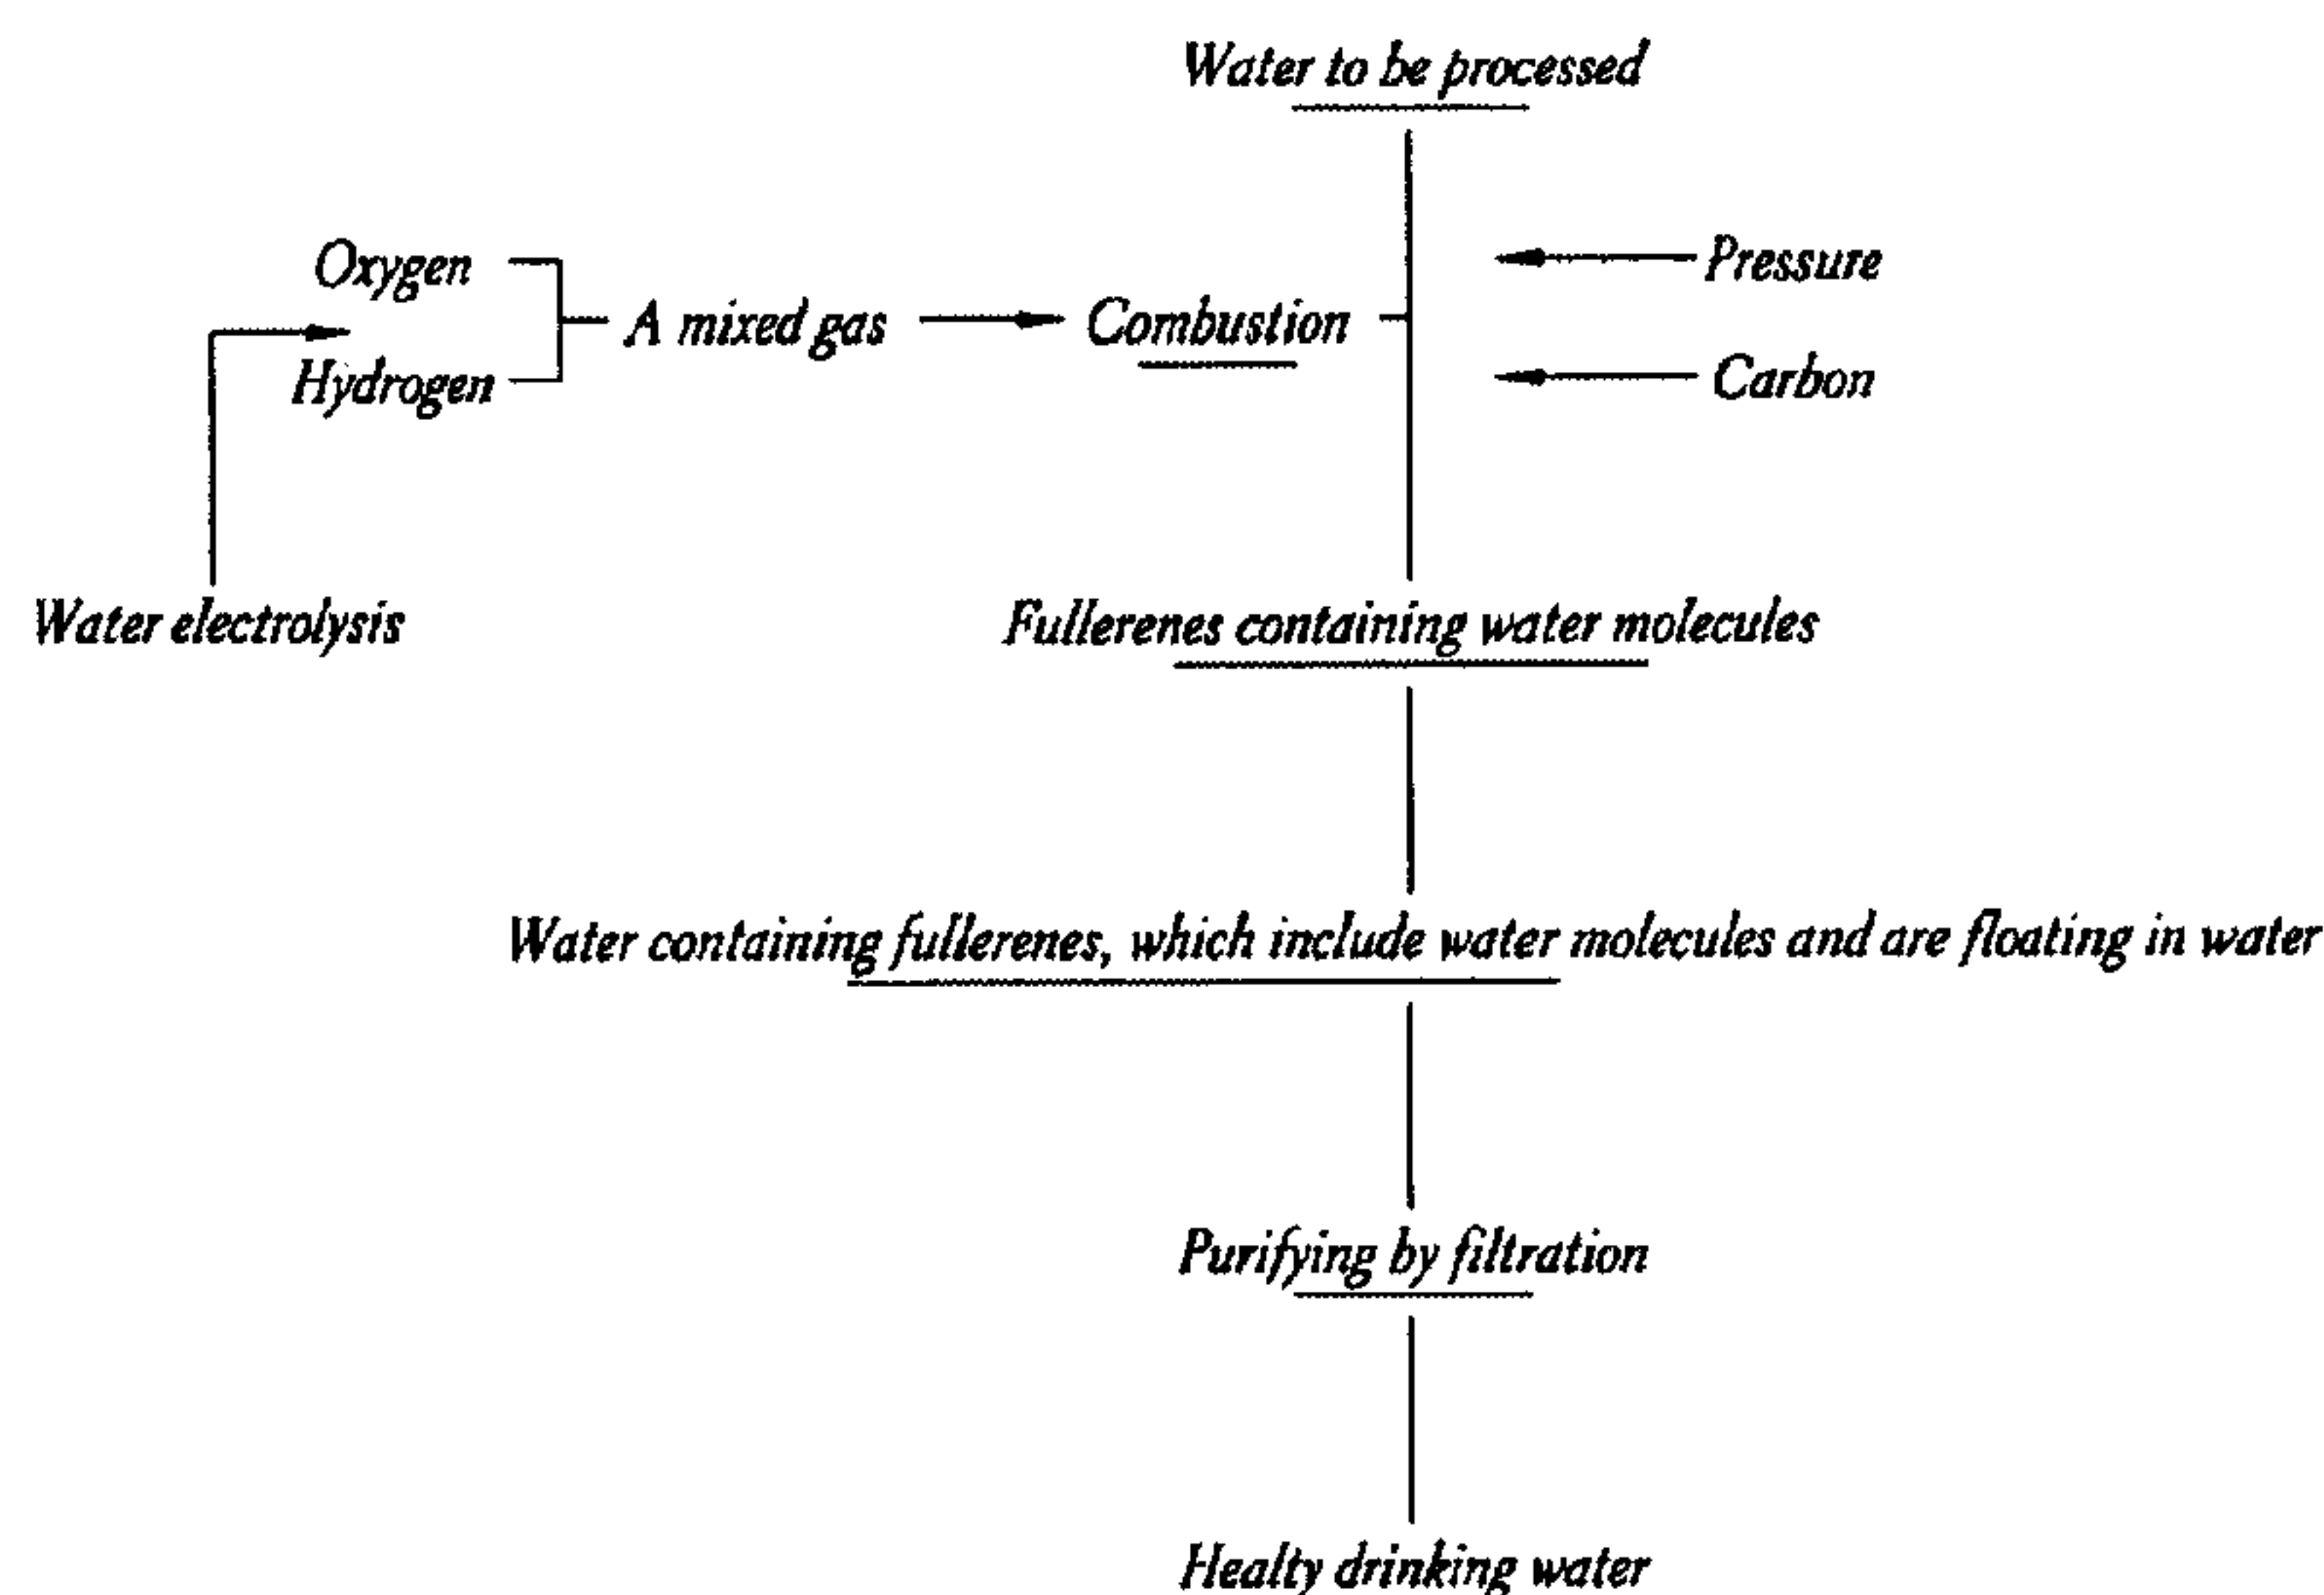 Water to be processed
Oxygen
Pressure
A mixed gas
Combustion
Hydrogen
Carbon
Water electrolysis
Fullerenes containing water molecules
Water containing fullerenes, which include water molecules and are floating in water
Purifying by filtration
Healty drinking water